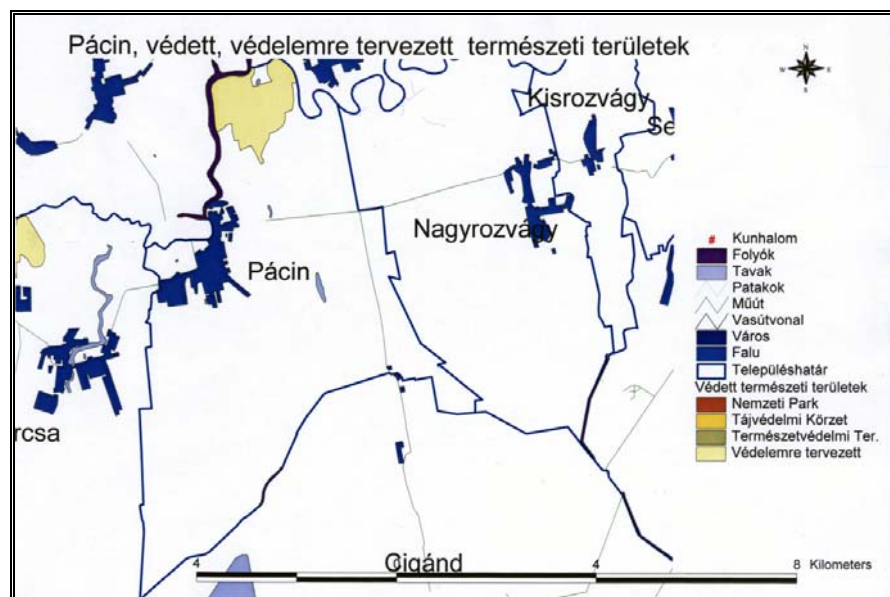 Pácin, védett, védelemre tervezett természeti területek
N
W E
S
Kisrozvágy
Se
Nagyrozvágy
Pácin
rcsa
Cigánd
Kunhalom
Folyók
Tavak
Patakok
Műút
Vasútvonal
Város
Falu
Településhatár
Védett természeti területek
Nemzeti Park
Tájvédelmi Körzet
Természetvédelmi Ter.
Védelemre tervezett
4 0 4 8 Kilometers